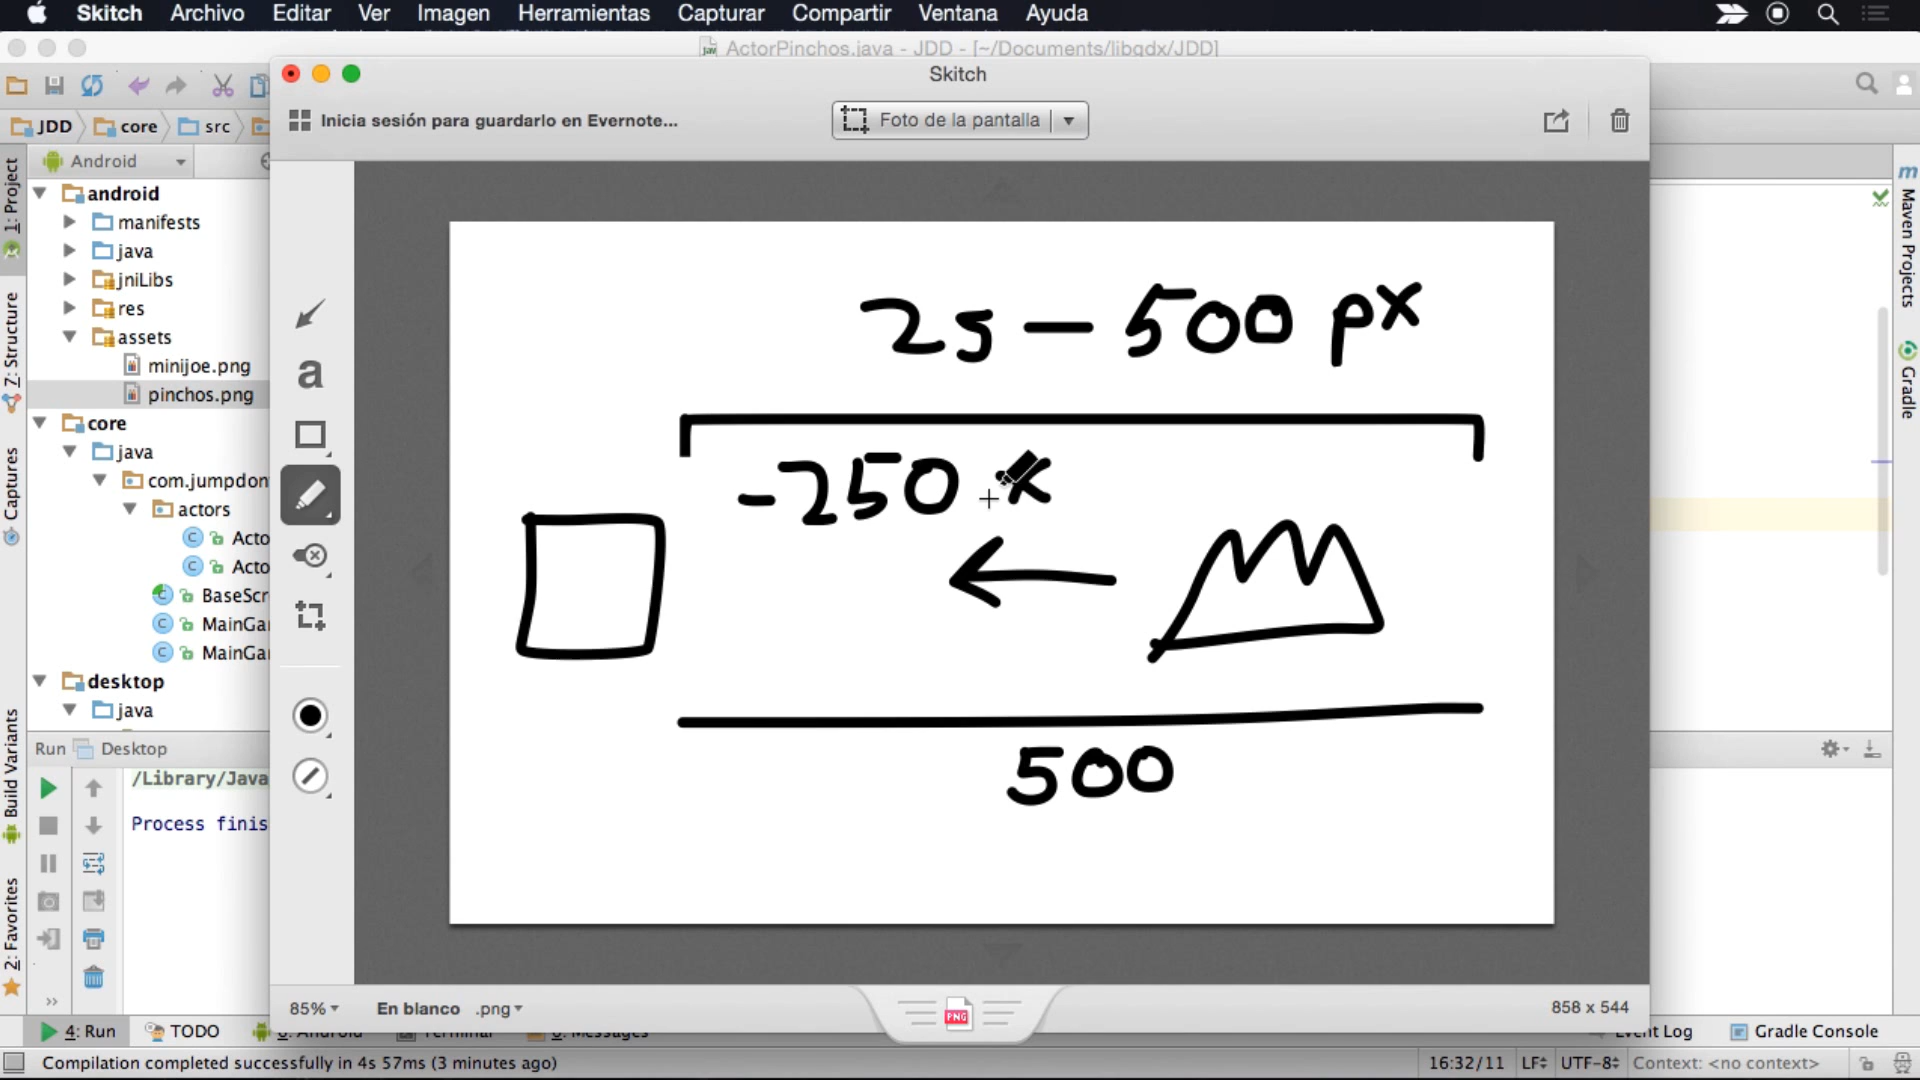 Skitch Archivo Editar Ver Imagen Herramientas Capturar Compartir Ventana Ayuda
ActorPinchos.java - JDD - [~/Documents/libgdx/JDD]
Skitch
Inicia sesión para guardarlo en Evernote...
Foto de la pantalla
JDD core src
Android
android
manifests
java
jniLibs
res
assets
minijoe.png
pinchos.png
core
java
com.jumpdon
actors
Acto
Acto
BaseScr
MainGa
MainGa
desktop
java
1: Project
7: Structure
Captures
Build Variants
2: Favorites
Maven Projects
Gradle
a
2s — 500 px
-250 *
500
Run Desktop
/Library/Java
Process finis
85% En blanco .png
PNG
858 x 544
4: Run TODO Android Terminal Messages Event Log Gradle Console
Compilation completed successfully in 4s 57ms (3 minutes ago) 16:32/11 LF UTF-8 Context: <no context>